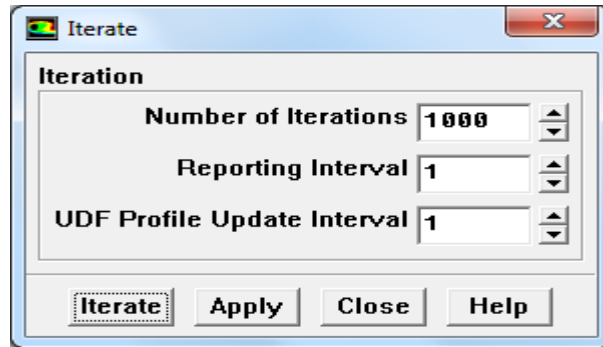 Iterate
Iteration
Number of Iterations 1000
Reporting Interval 1
UDF Profile Update Interval 1
Iterate Apply Close Help